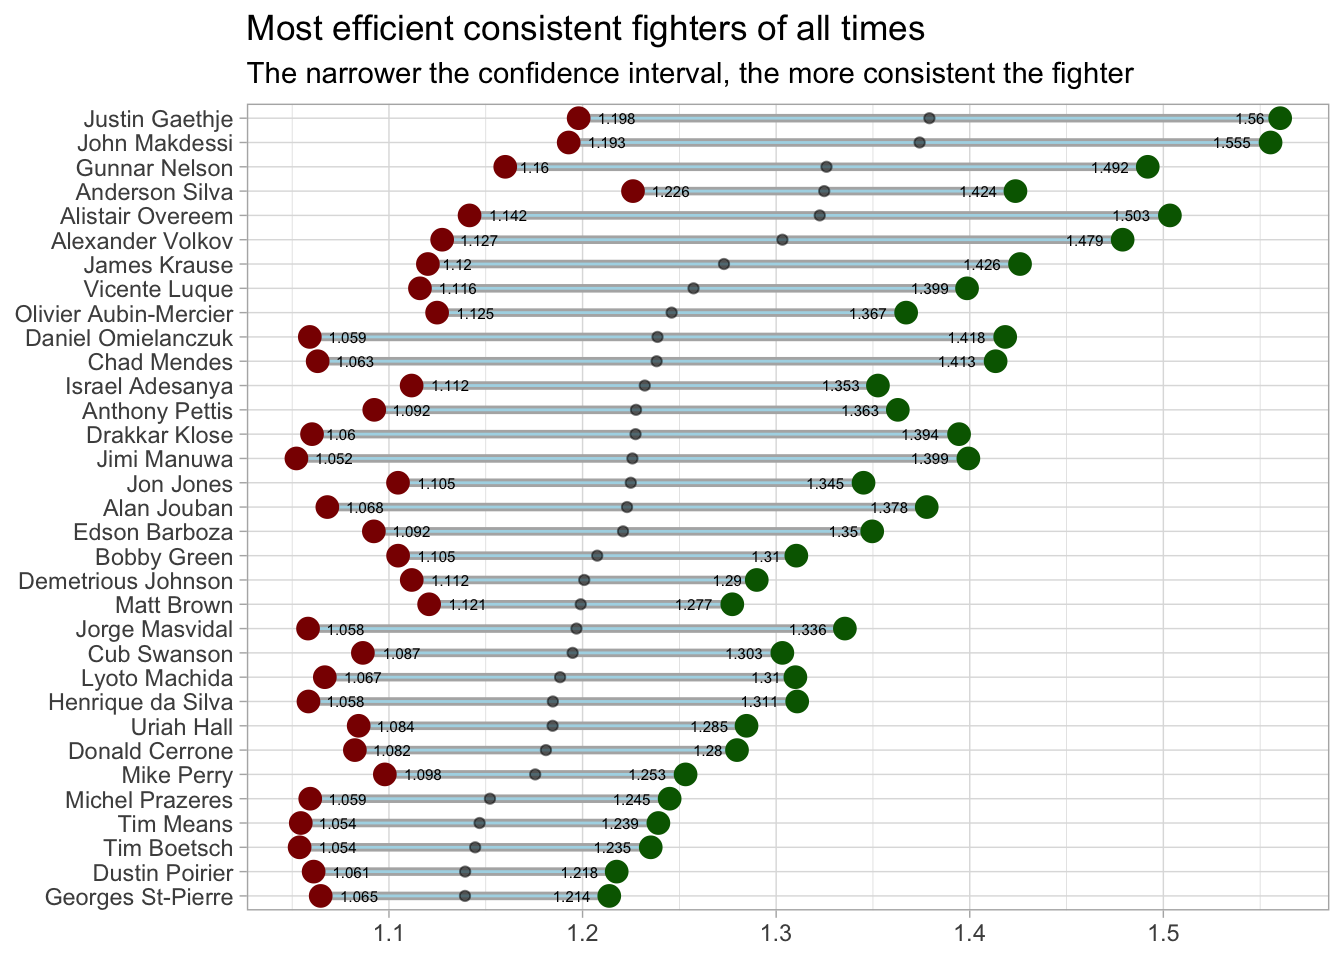 Most efficient consistent fighters of all times
The narrower the confidence interval, the more consistent the fighter
Justin Gaethje 1.198 1.56
John Makdessi 1.193 1.555
Gunnar Nelson 1.16 1.492
Anderson Silva 1.226 1.424
Alistair Overeem 1.142 1.503
Alexander Volkov 1.127 1.479
James Krause 1.12 1.426
Vicente Luque 1.116 1.399
Olivier Aubin-Mercier 1.125 1.367
Daniel Omielanczuk 1.059 1.418
Chad Mendes 1.063 1.413
Israel Adesanya 1.112 1.353
Anthony Pettis 1.092 1.363
Drakkar Klose 1.06 1.394
Jimi Manuwa 1.052 1.399
Jon Jones 1.105 1.345
Alan Jouban 1.068 1.378
Edson Barboza 1.092 1.35
Bobby Green 1.105 1.31
Demetrious Johnson 1.112 1.29
Matt Brown 1.121 1.277
Jorge Masvidal 1.058 1.336
Cub Swanson 1.087 1.303
Lyoto Machida 1.067 1.31
Henrique da Silva 1.058 1.311
Uriah Hall 1.084 1.285
Donald Cerrone 1.082 1.28
Mike Perry 1.098 1.253
Michel Prazeres 1.059 1.245
Tim Means 1.054 1.239
Tim Boetsch 1.054 1.235
Dustin Poirier 1.061 1.218
Georges St-Pierre 1.065 1.214
1.1 1.2 1.3 1.4 1.5